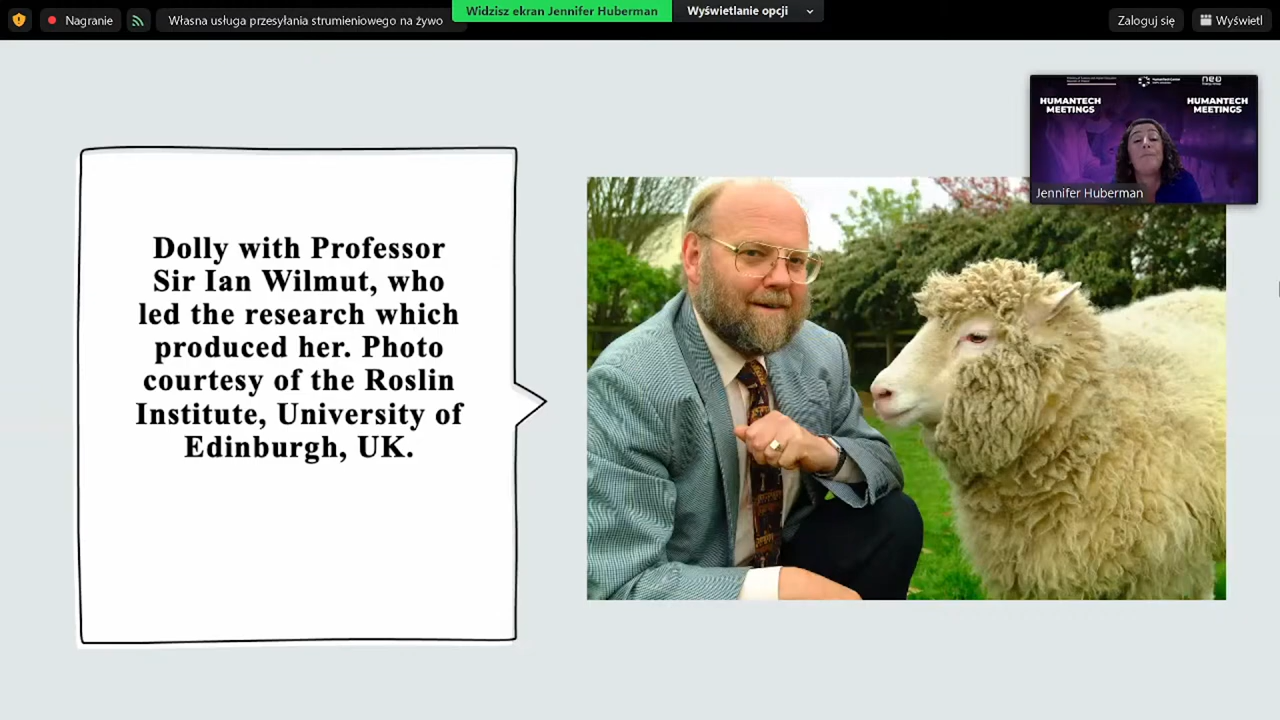 Nagranie
Własna usługa przesyłania strumieniowego na żywo
Widzisz ekran Jennifer Huberman
Wyświetlanie opcji
Zaloguj się
Wyświetl
HUMANTECH
MEETINGS
HUMANTECH
MEETINGS
Jennifer Huberman
Dolly with Professor
Sir Ian Wilmut, who
led the research which
produced her. Photo
courtesy of the Roslin
Institute, University of
Edinburgh, UK.